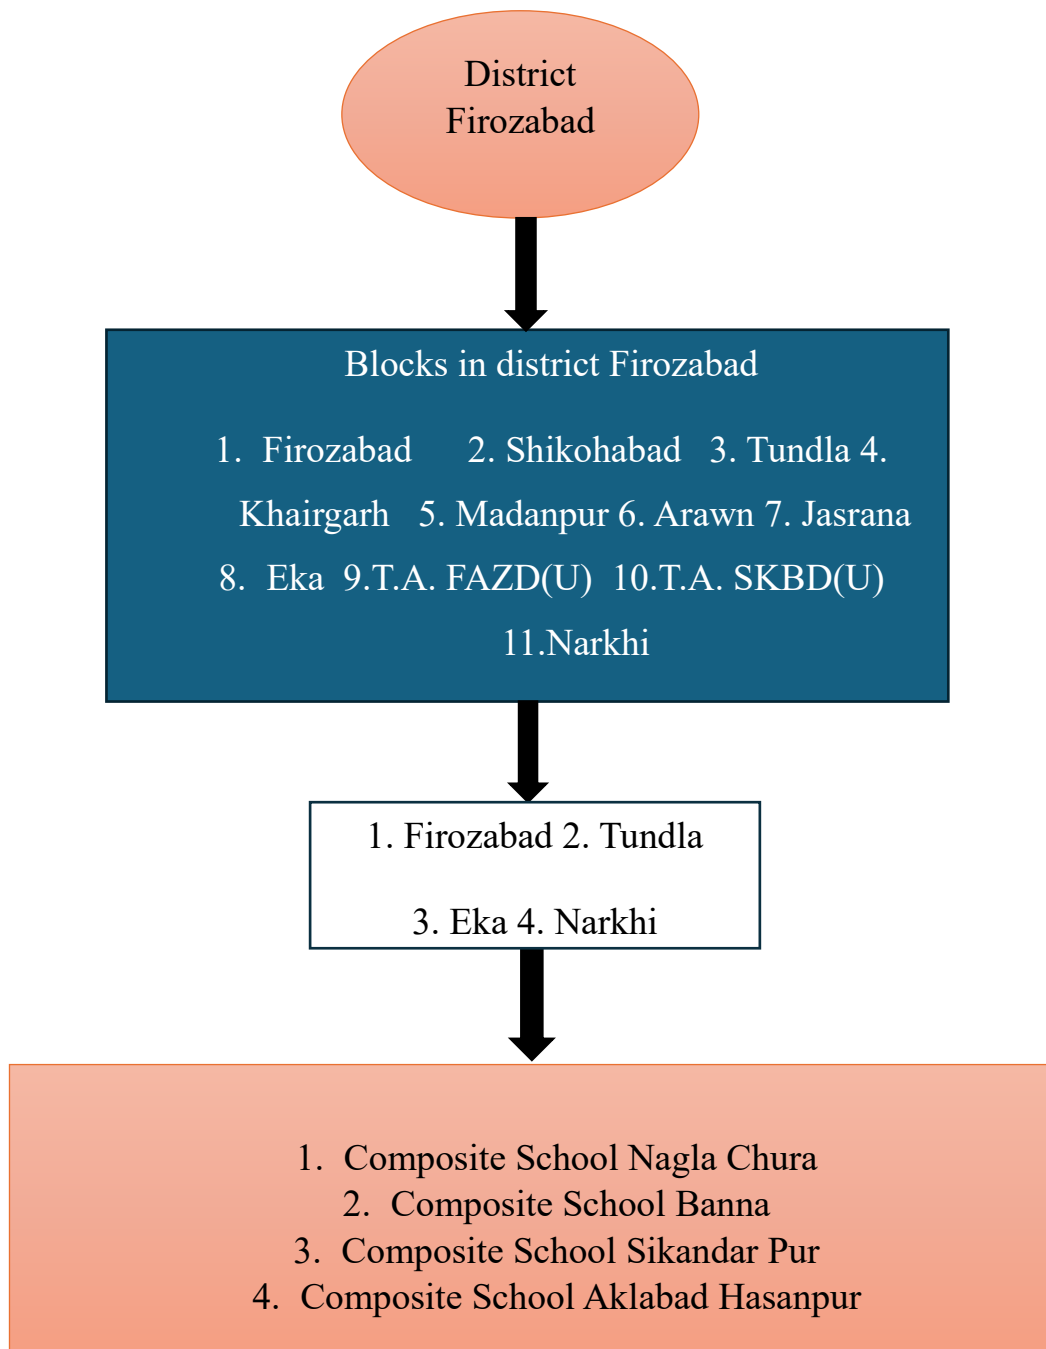 District
Firozabad
Blocks in district Firozabad
1. Firozabad 2. Shikohabad 3. Tundla 4.
Khairgarh 5. Madanpur 6. Arawn 7. Jasrana
8. Eka 9.T.A. FAZD(U) 10.T.A. SKBD(U)
11.Narkhi
1. Firozabad 2. Tundla
3. Eka 4. Narkhi
1. Composite School Nagla Chura
2. Composite School Banna
3. Composite School Sikandar Pur
4. Composite School Aklabad Hasanpur